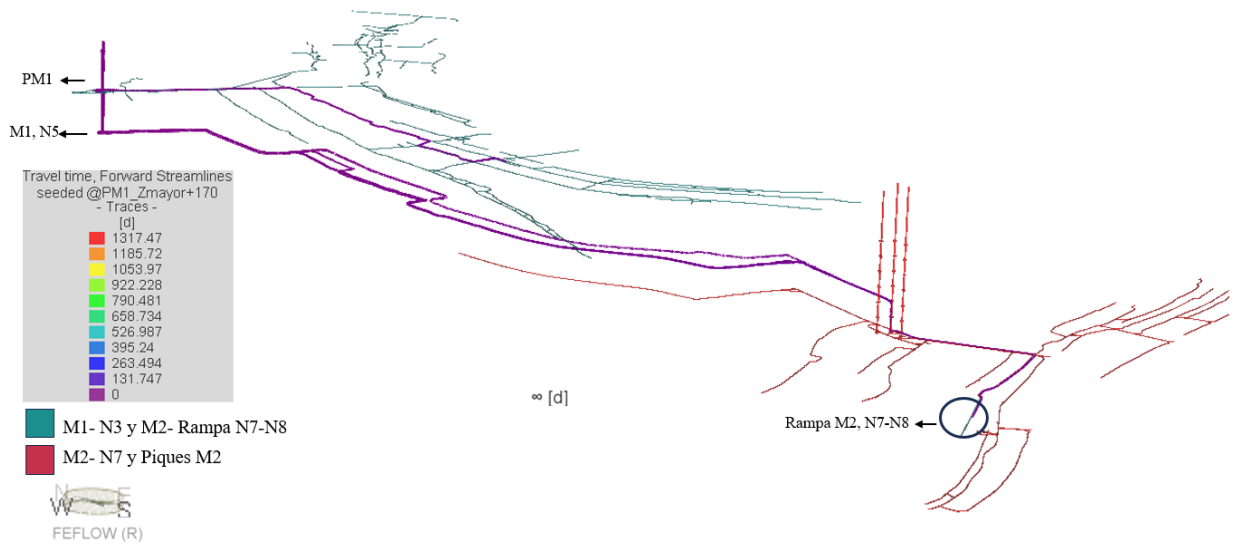 PM1
M1, N5
Travel time, Forward Streamlines
seeded @PM1_Zmayor+170
- Traces -
[d]
1317.47
1185.72
1053.97
922.228
790.481
658.734
526.987
395.24
263.494
131.747
0
∞ [d]
Rampa M2, N7-N8
M1- N3 y M2- Rampa N7-N8
M2- N7 y Piques M2
N E
W S
FEFLOW (R)